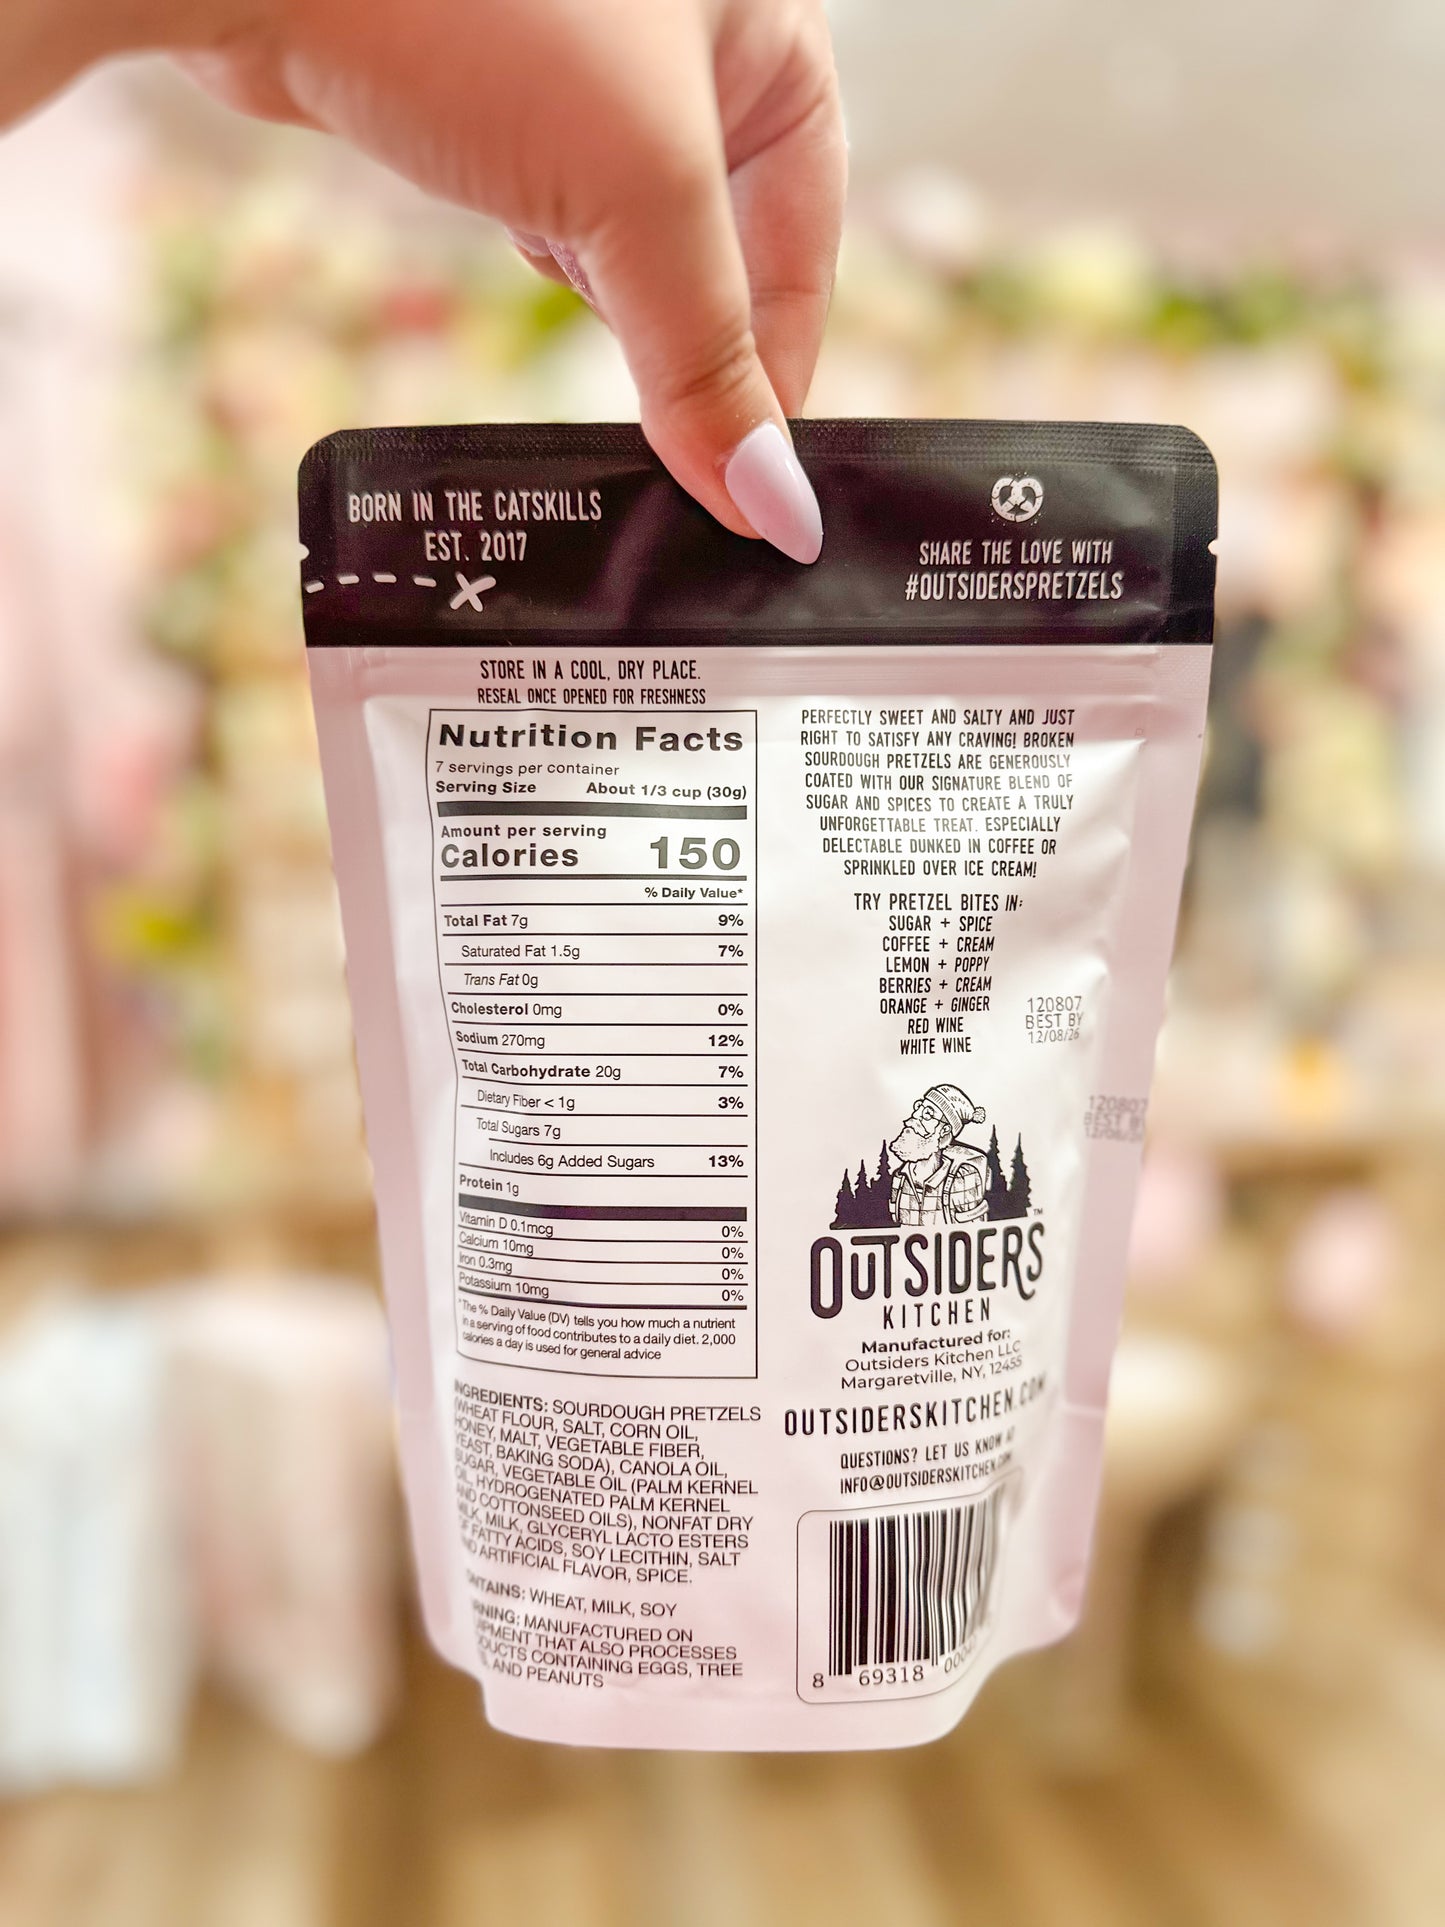 BORN IN THE CATSKILLS
EST. 2017
SHARE THE LOVE WITH
#OUTSIDERSPRETZELS
STORE IN A COOL, DRY PLACE.
RESEAL ONCE OPENED FOR FRESHNESS
Nutrition Facts
7 servings per container
Serving Size About 1/3 cup (30g)
Amount per serving
Calories 150
% Daily Value*
Total Fat 7g 9%
Saturated Fat 1.5g 7%
Trans Fat 0g
Cholesterol 0mg 0%
Sodium 270mg 12%
Total Carbohydrate 20g 7%
Dietary Fiber < 1g 3%
Total Sugars 7g
Includes 6g Added Sugars 13%
Protein 1g
Vitamin D 0.1mcg 0%
Calcium 10mg 0%
Iron 0.3mg 0%
Potassium 10mg 0%
*The % Daily Value (DV) tells you how much a nutrient
in a serving of food contributes to a daily diet. 2,000
calories a day is used for general advice
INGREDIENTS: SOURDOUGH PRETZELS
(WHEAT FLOUR, SALT, CORN OIL,
HONEY, MALT, VEGETABLE FIBER,
YEAST, BAKING SODA), CANOLA OIL,
SUGAR, VEGETABLE OIL (PALM KERNEL
OIL, HYDROGENATED PALM KERNEL
AND COTTONSEED OILS), NONFAT DRY
MILK, MILK, GLYCERYL LACTO ESTERS
OF FATTY ACIDS, SOY LECITHIN, SALT
AND ARTIFICIAL FLAVOR, SPICE.
WHEAT, MILK, SOY
MANUFACTURED ON
THAT ALSO PROCESSES
CONTAINING EGGS, TREE
AND PEANUTS
PERFECTLY SWEET AND SALTY AND JUST
RIGHT TO SATISFY ANY CRAVING! BROKEN
SOURDOUGH PRETZELS ARE GENEROUSLY
COATED WITH OUR SIGNATURE BLEND OF
SUGAR AND SPICES TO CREATE A TRULY
UNFORGETTABLE TREAT. ESPECIALLY
DELECTABLE DUNKED IN COFFEE OR
SPRINKLED OVER ICE CREAM!
TRY PRETZEL BITES IN:
SUGAR + SPICE
COFFEE + CREAM
LEMON + POPPY
BERRIES + CREAM
ORANGE + GINGER
RED WINE
WHITE WINE
120807
BEST BY
12/08/26
120807
BEST BY
OUTSIDERS™
KITCHEN
Manufactured for:
Outsiders Kitchen LLC
Margaretville, NY, 12455
OUTSIDERSKITCHEN.COM
QUESTIONS? LET US KNOW
INFO@OUTSIDERSKITCHEN
8 69318